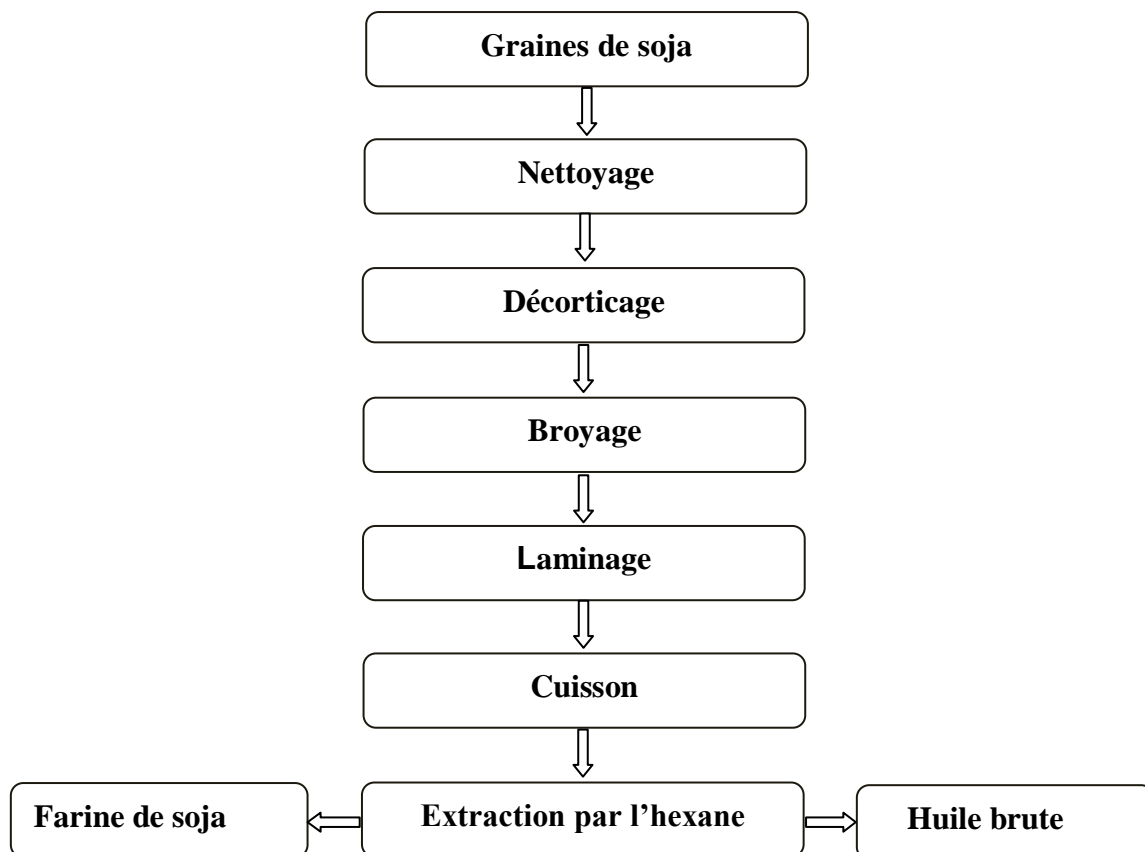 Graines de soja
Nettoyage
Décorticage
Broyage
Laminage
Cuisson
Farine de soja
Extraction par l’hexane
Huile brute